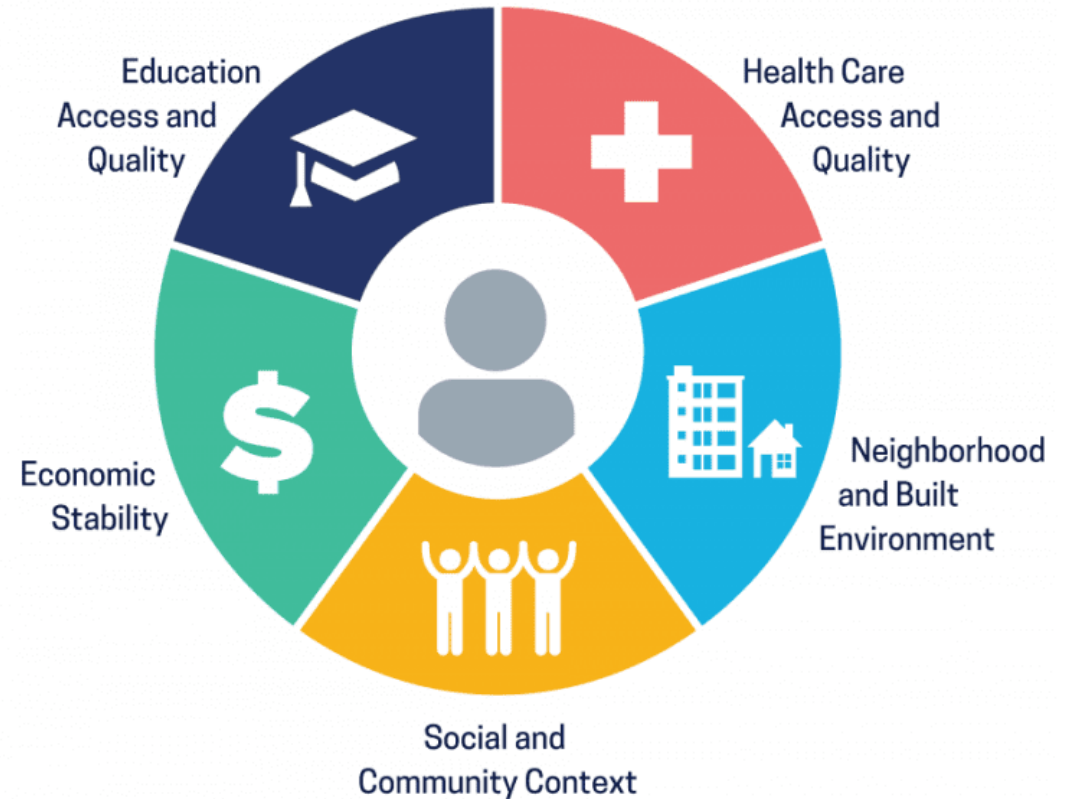 Education
Access and
Quality
Health Care
Access and
Quality
Economic
Stability
Neighborhood
and Built
Environment
Social and
Community Context